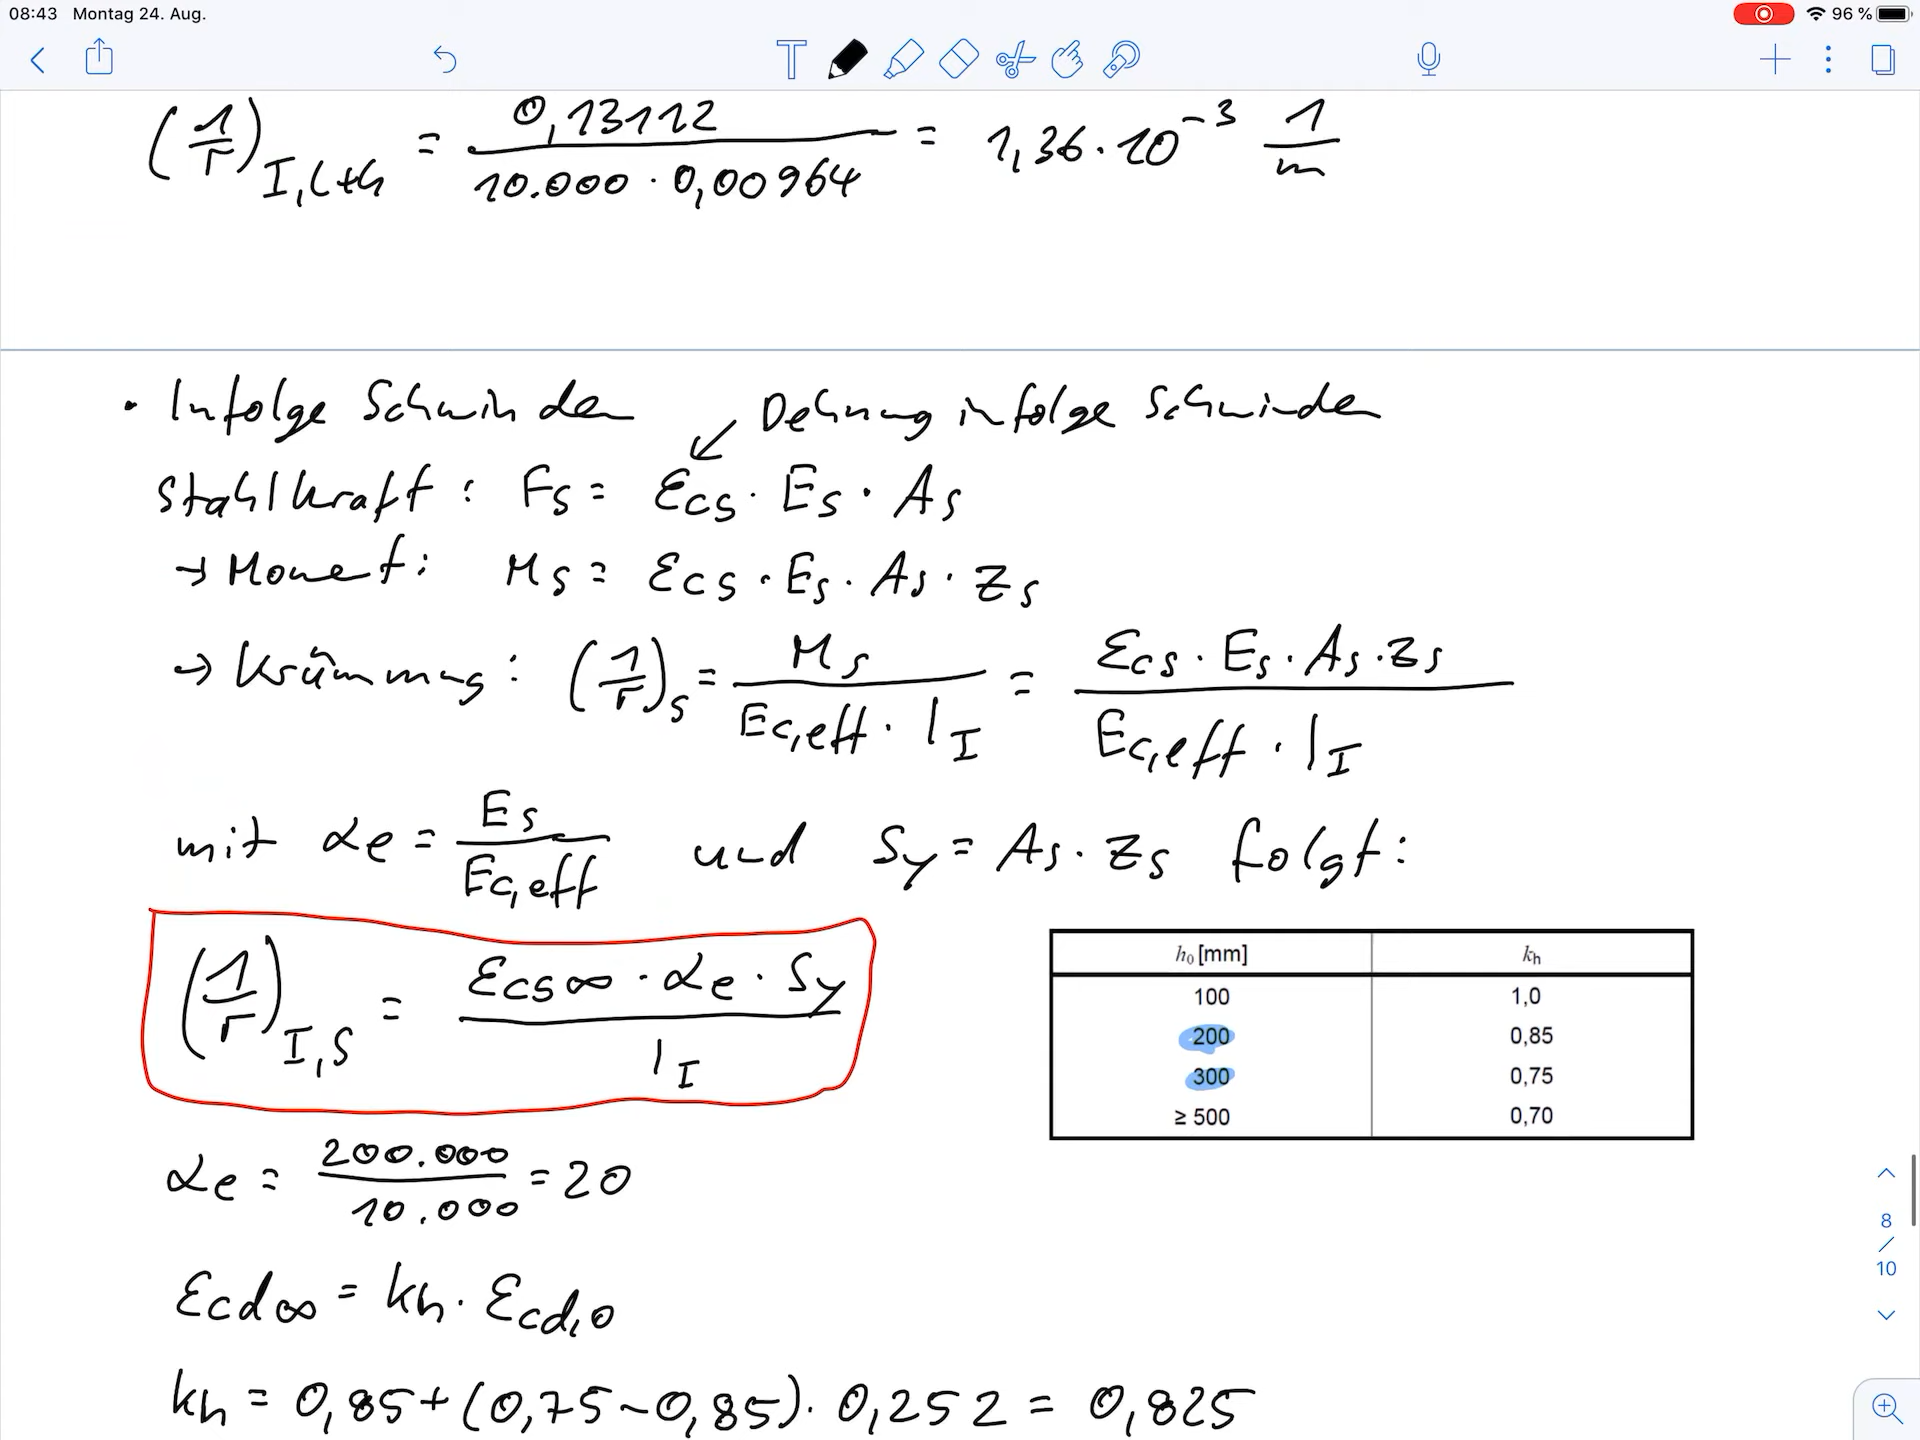 08:43 Montag 24. Aug. 96 %
(1/r)_{I,L+K} = 0,13112 / (10.000 · 0,00964) = 1,36 · 10^{-3} 1/m
• Infolge Schwinden ↙ Dehnung infolge Schwinden
Stahlkraft: Fs = εcs · Es · As
→ Moment: Ms = εcs · Es · As · zs
→ Krümmung: (1/r)_s = Ms / (Ec,eff · I_I) = (εcs · Es · As · zs) / (Ec,eff · I_I)
mit αe = Es / Ec,eff und Sy = As · zs folgt:
(1/r)_{I,S} = (εcs∞ · αe · Sy) / I_I
h0 [mm] kh
100 1,0
200 0,85
300 0,75
≥ 500 0,70
αe = 200.000 / 10.000 = 20
εcd∞ = kh · εcd,0
kh = 0,85 + (0,75 - 0,85) · 0,252 = 0,825
8 / 10